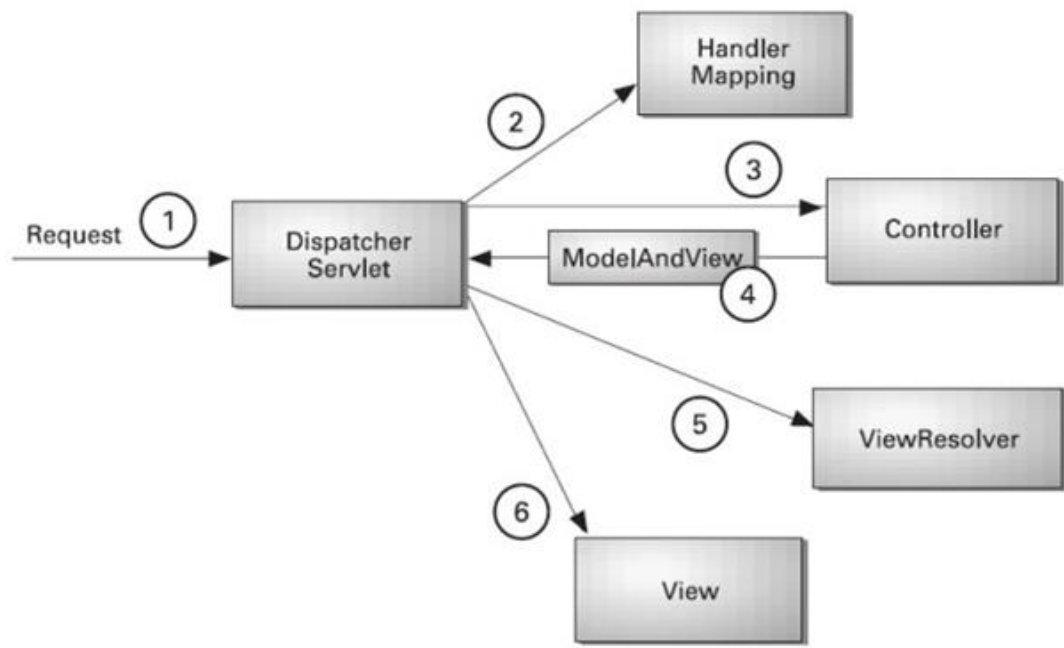 Handler
Mapping
2
3
1
Request
Dispatcher
Servlet
Controller
ModelAndView
4
5
ViewResolver
6
View